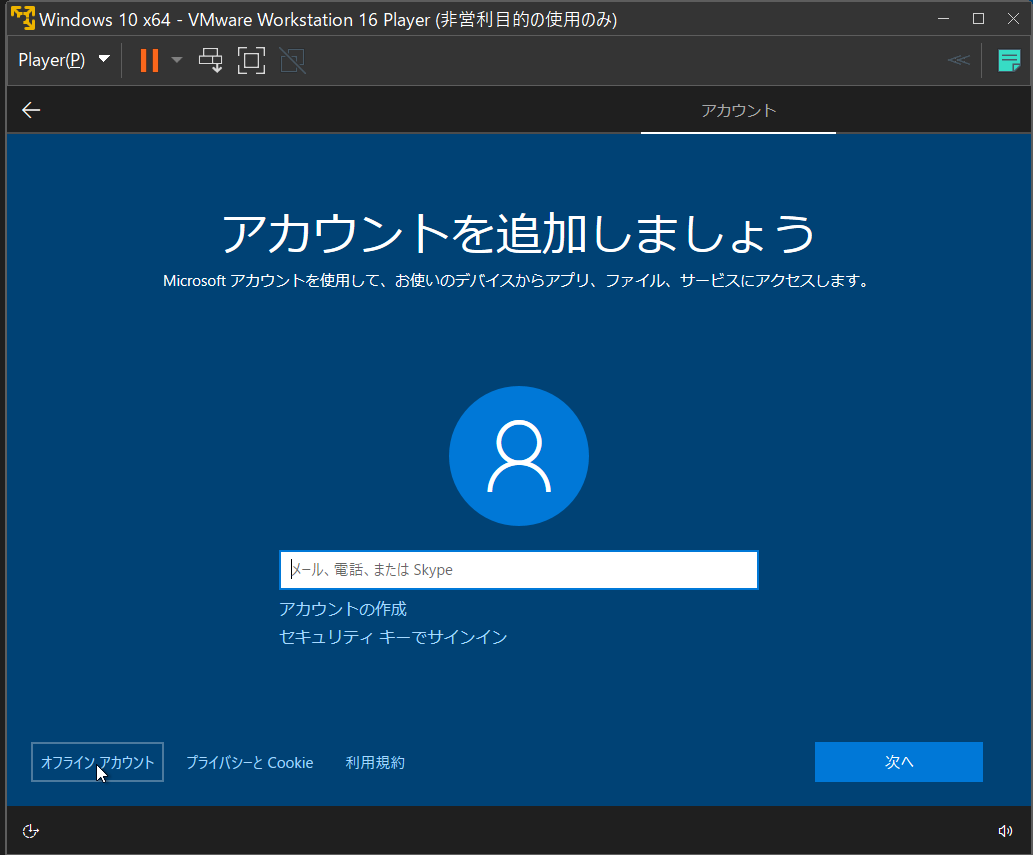 Windows 10 x64 - VMware Workstation 16 Player (非営利目的の使用のみ)
Player(P)
アカウント
アカウントを追加しましょう
Microsoft アカウントを使用して、お使いのデバイスからアプリ、ファイル、サービスにアクセスします。
メール、電話、または Skype
アカウントの作成
セキュリティ キーでサインイン
オフライン アカウント プライバシーと Cookie 利用規約 次へ